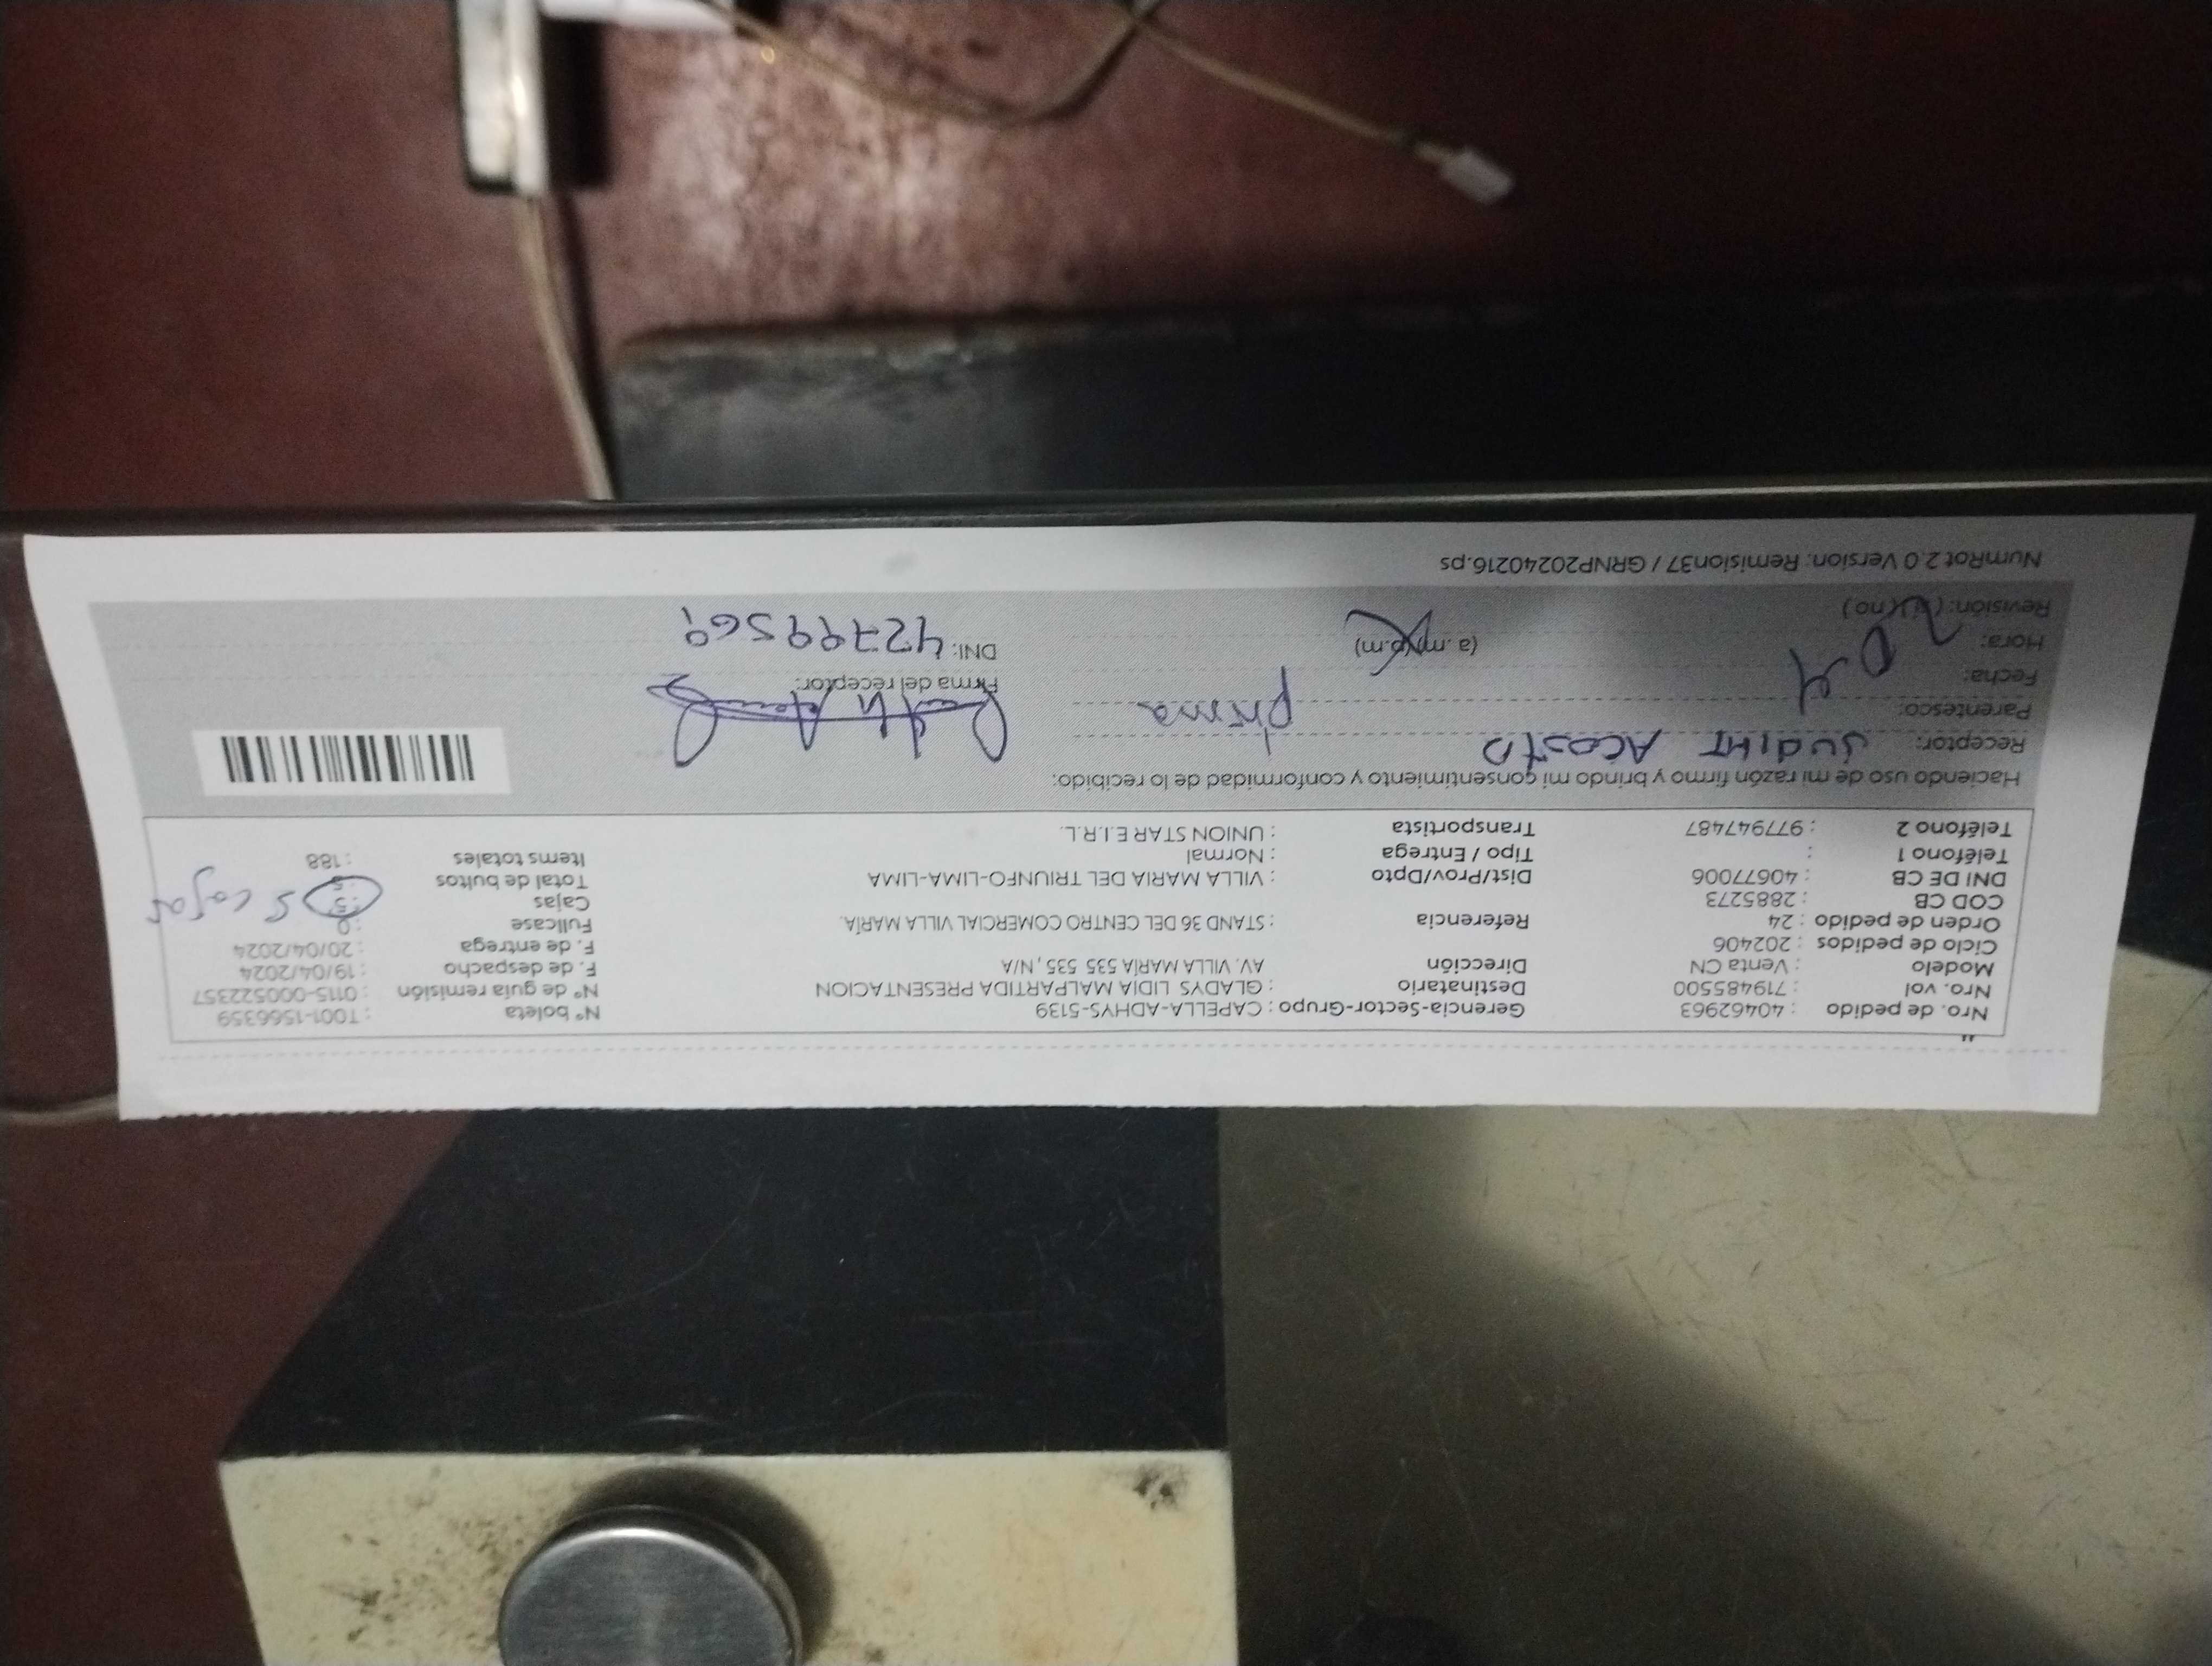 Nro. de pedido : 40462963 Gerencia-Sector-Grupo : CAPELLA-ADHYS-5139 N° boleta : T001-1566359
Nro. vol. : 719485500 Destinatario : GLADYS LIDIA MALPARTIDA PRESENTACION N° de guía remisión : 0115-000522357
Modelo : Venta CN Dirección AV. VILLA MARÍA 535 535 , N/A F. de despacho : 19/04/2024
Ciclo de pedidos : 202406 F. de entrega : 20/04/2024
Orden de pedido : 24 Referencia : STAND 36 DEL CENTRO COMERCIAL VILLA MARÍA. Fullcase : 0
COD CB : 2885273 Cajas : 5 5 cajas
DNI DE CB : 40677006 Dist/Prov/Dpto : VILLA MARIA DEL TRIUNFO-LIMA-LIMA Total de bultos : 5
Teléfono 1 : Tipo / Entrega : Normal Items totales : 188
Teléfono 2 : 977947487 Transportista : UNION STAR E.I.R.L.
Haciendo uso de mi razón firmo y brindo mi consentimiento y conformidad de lo recibido:
Receptor: JUDIHT ACOSTA
Parentesco: prima
Fecha: Firma del receptor:
Hora: (a.m)(p.m) DNI: 42799569
Revisión: (si)(no)
NumRot 2.0 Version: Remision37 / GRNP20240216.ps